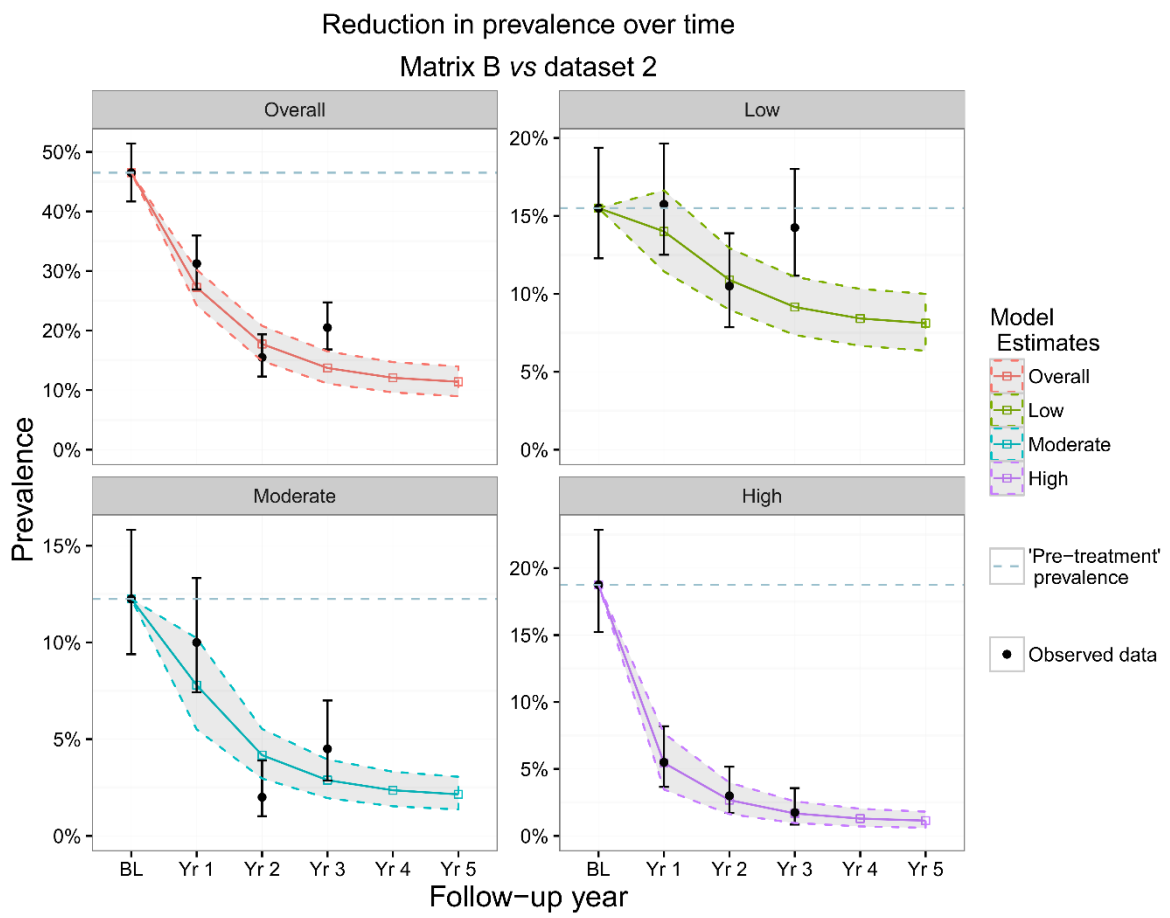 Reduction in prevalence over time
Matrix B vs dataset 2
Overall
Low
50%
40%
30%
20%
10%
0%
20%
15%
10%
5%
0%
Moderate
High
15%
10%
5%
0%
20%
15%
10%
5%
0%
BL Yr 1 Yr 2 Yr 3 Yr 4 Yr 5
BL Yr 1 Yr 2 Yr 3 Yr 4 Yr 5
Prevalence
Follow−up year
Model
Estimates
Overall
Low
Moderate
High
'Pre−treatment'
prevalence
Observed data